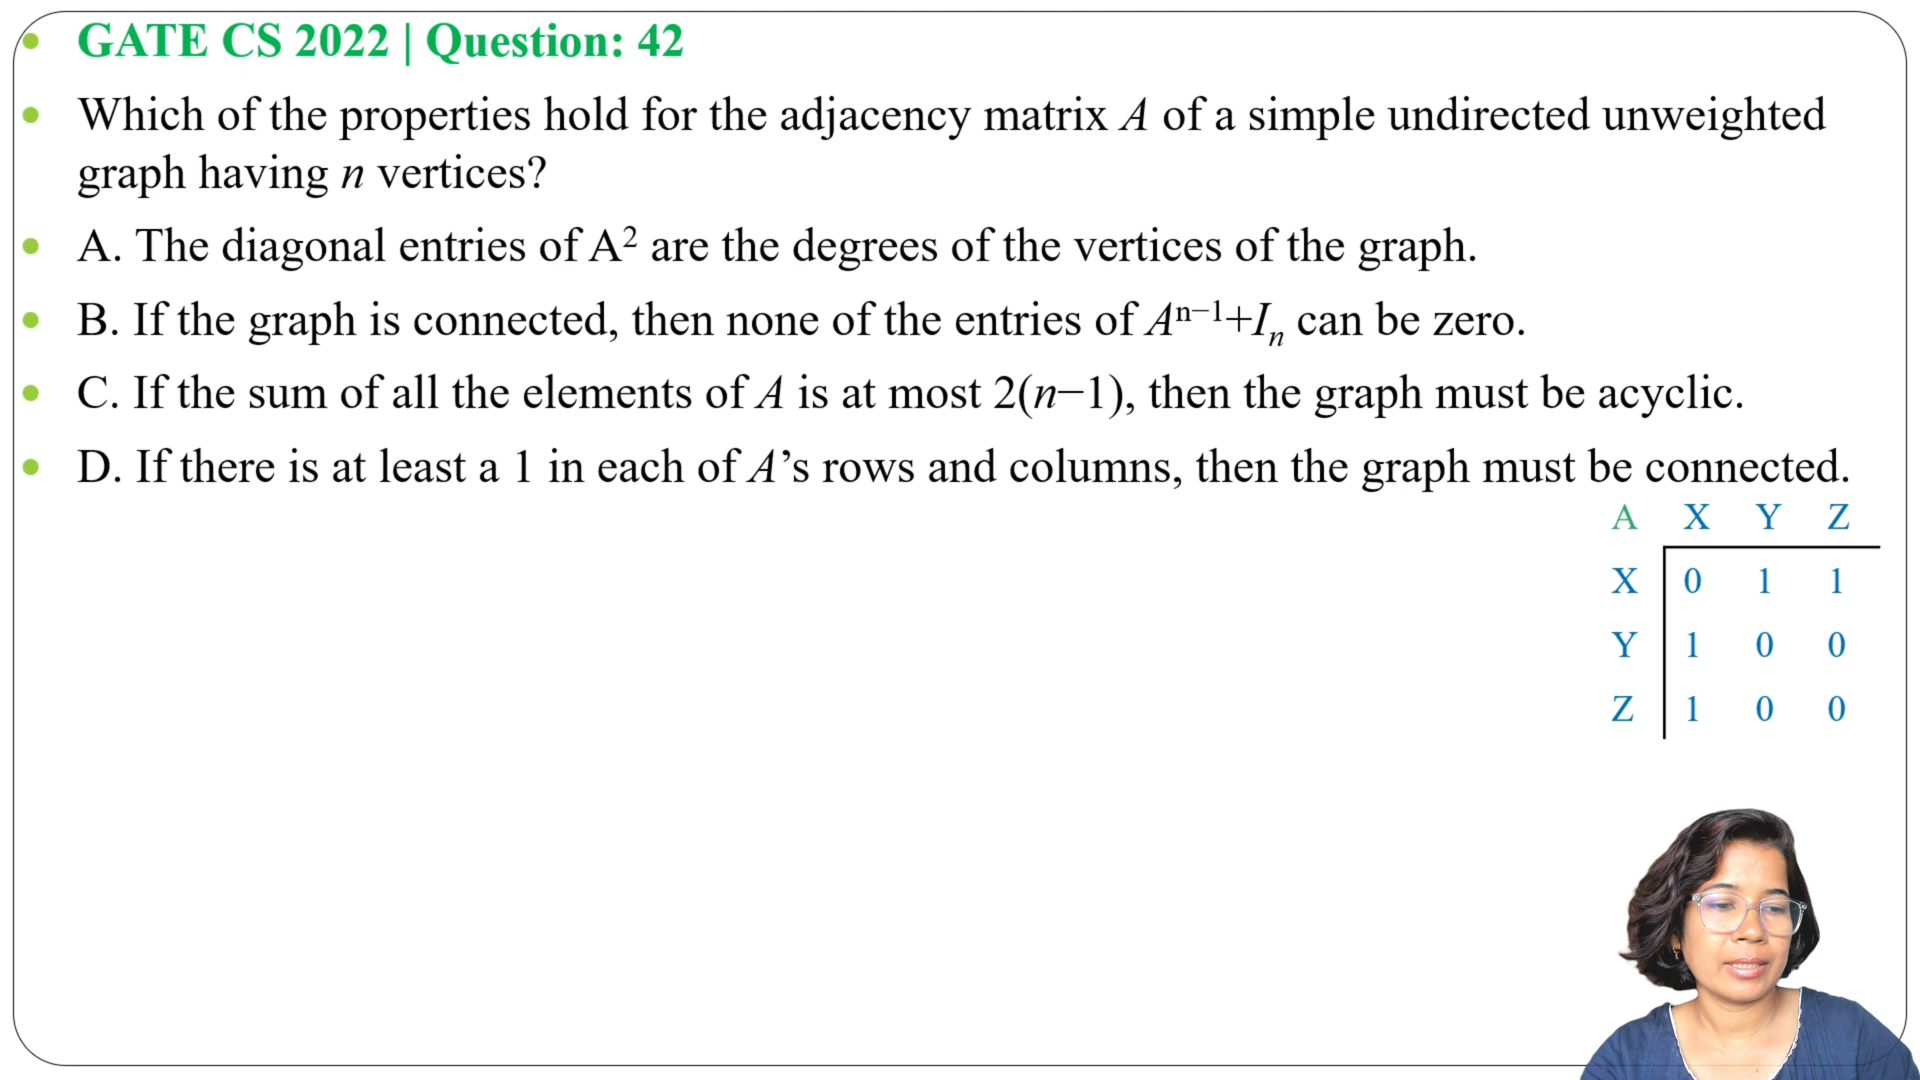 GATE CS 2022 | Question: 42
Which of the properties hold for the adjacency matrix A of a simple undirected unweighted
graph having n vertices?
A. The diagonal entries of A² are the degrees of the vertices of the graph.
B. If the graph is connected, then none of the entries of Aⁿ⁻¹+Iₙ can be zero.
C. If the sum of all the elements of A is at most 2(n−1), then the graph must be acyclic.
D. If there is at least a 1 in each of A’s rows and columns, then the graph must be connected.
A X Y Z
X 0 1 1
Y 1 0 0
Z 1 0 0